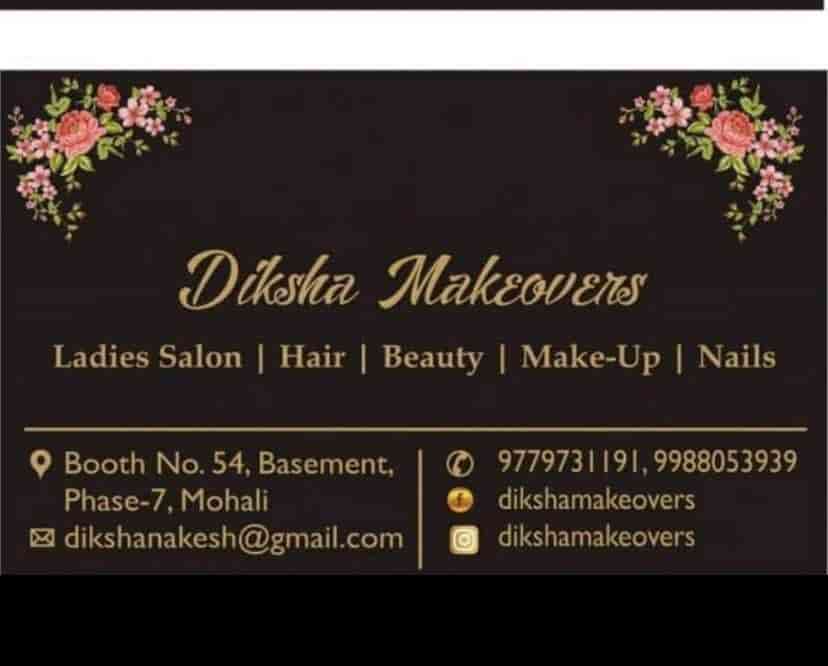 Diksha Makeovers
Ladies Salon | Hair | Beauty | Make-Up | Nails
Booth No. 54, Basement,
Phase-7, Mohali
dikshanakesh@gmail.com
9779731191, 9988053939
dikshamakeovers
dikshamakeovers